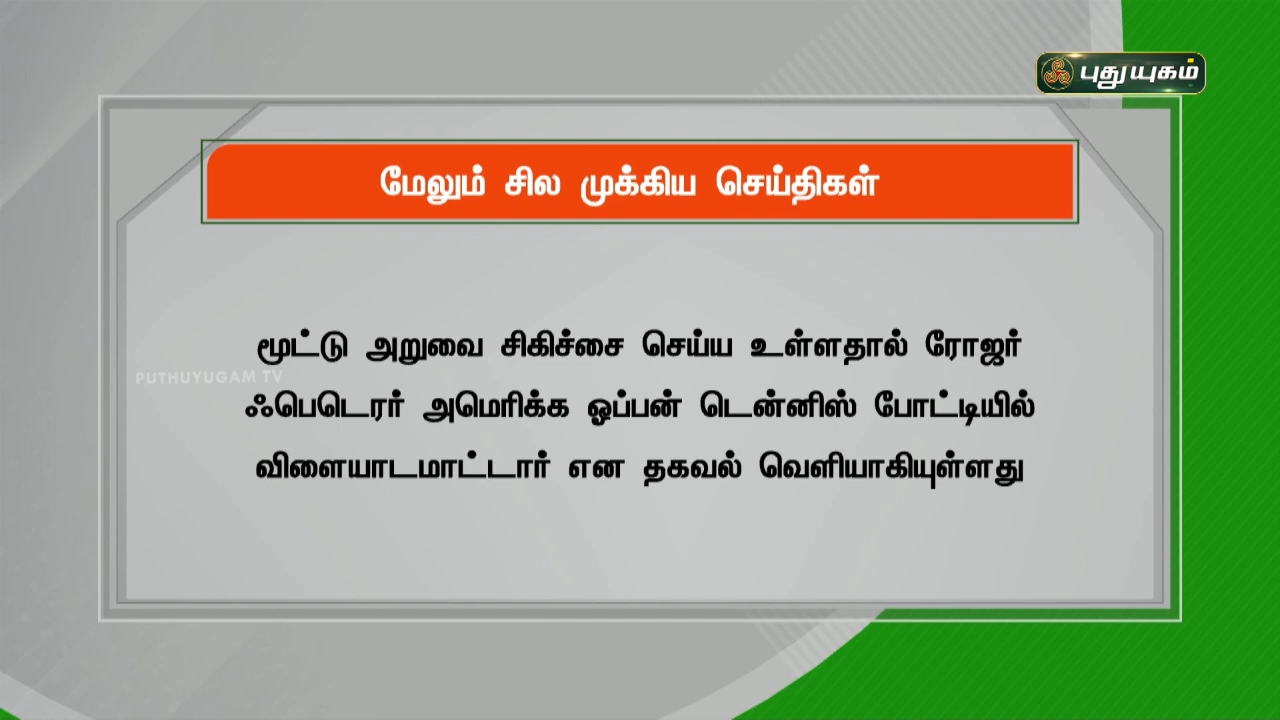 புதுயுகம்
மேலும் சில முக்கிய செய்திகள்
மூட்டு அறுவை சிகிச்சை செய்ய உள்ளதால் ரோஜர்
PUTHUYUGAM TV
ஃபெடெரர் அமெரிக்க ஓப்பன் டென்னிஸ் போட்டியில்
விளையாடமாட்டார் என தகவல் வெளியாகியுள்ளது